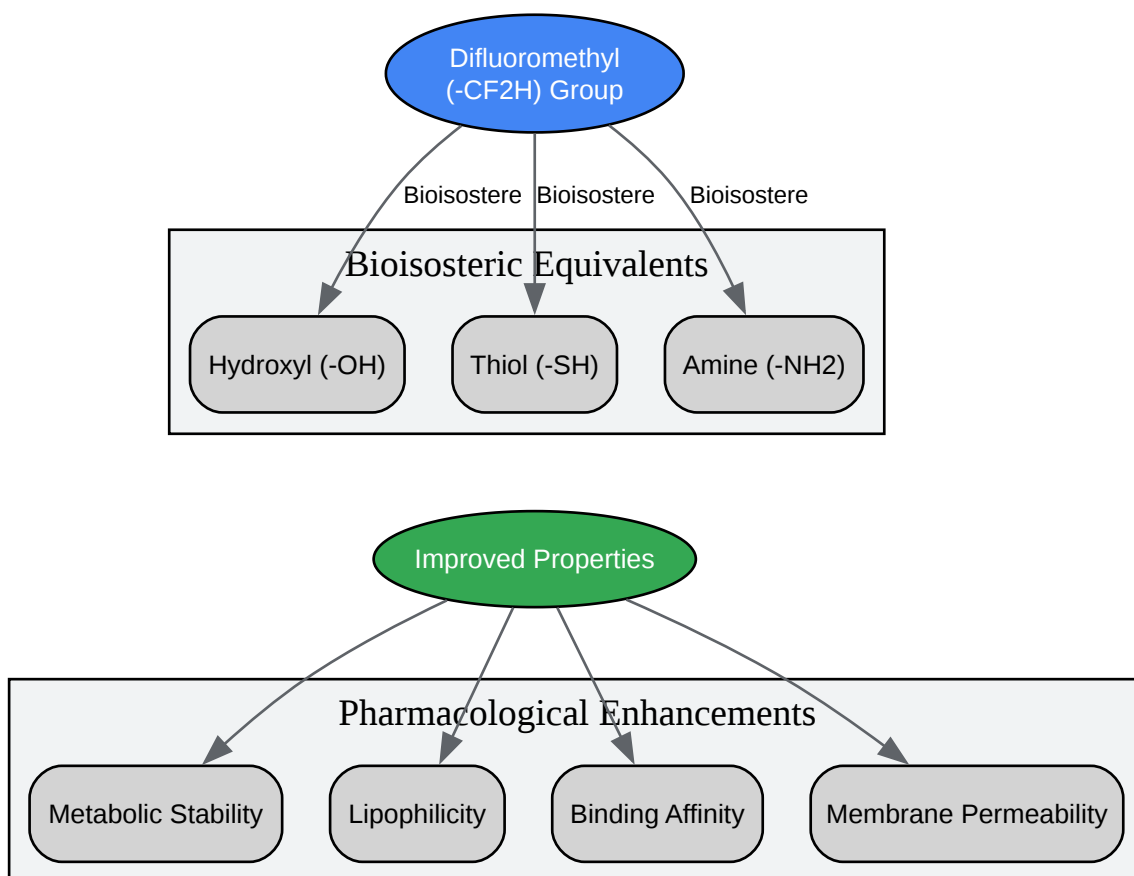 Difluoromethyl
(-CF2H) Group
Bioisostere
Bioisostere
Bioisostere
Bioisosteric Equivalents
Hydroxyl (-OH)
Thiol (-SH)
Amine (-NH2)
Improved Properties
Pharmacological Enhancements
Metabolic Stability
Lipophilicity
Binding Affinity
Membrane Permeability